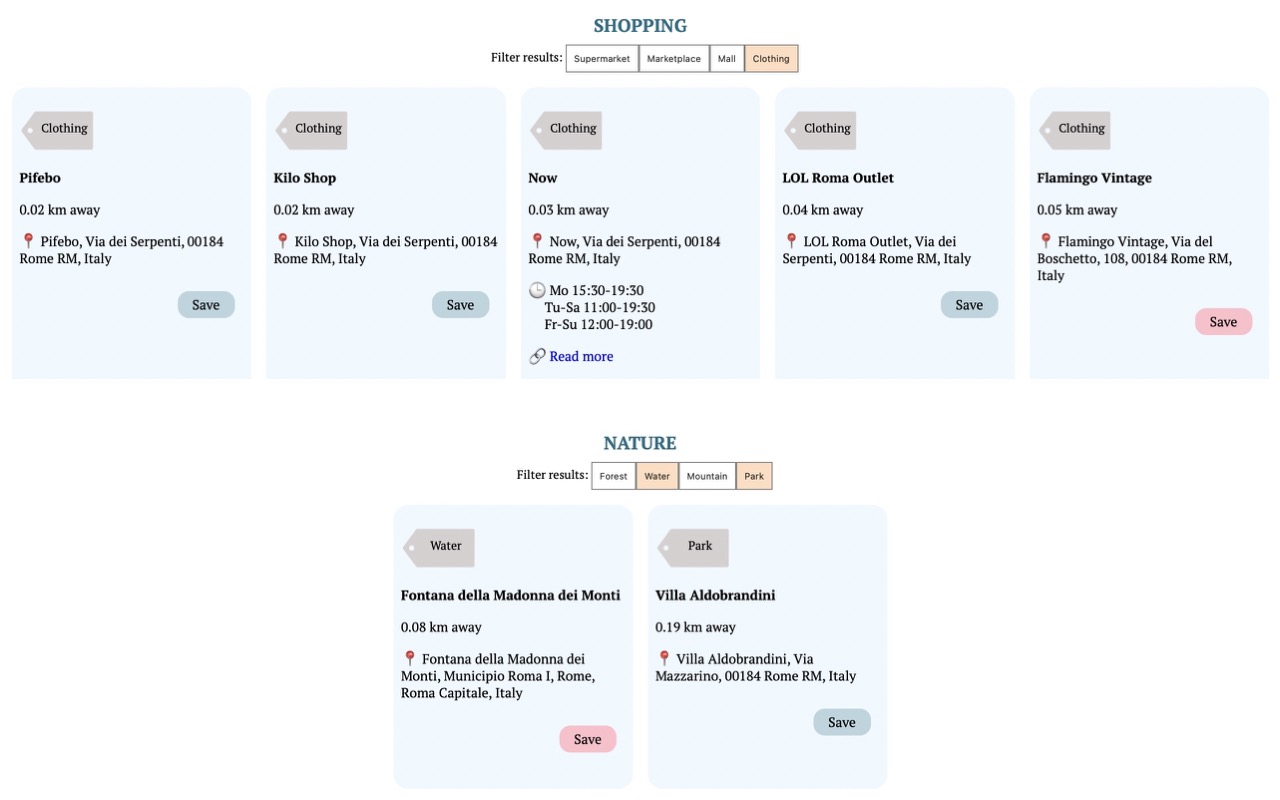 SHOPPING
Filter results: Supermarket Marketplace Mall Clothing
Clothing
Pifebo
0.02 km away
📍 Pifebo, Via dei Serpenti, 00184
Rome RM, Italy
Save
Clothing
Kilo Shop
0.02 km away
📍 Kilo Shop, Via dei Serpenti, 00184
Rome RM, Italy
Save
Clothing
Now
0.03 km away
📍 Now, Via dei Serpenti, 00184
Rome RM, Italy
🕒 Mo 15:30-19:30
Tu-Sa 11:00-19:30
Fr-Su 12:00-19:00
🔗 Read more
Clothing
LOL Roma Outlet
0.04 km away
📍 LOL Roma Outlet, Via dei
Serpenti, 00184 Rome RM, Italy
Save
Clothing
Flamingo Vintage
0.05 km away
📍 Flamingo Vintage, Via del
Boschetto, 108, 00184 Rome RM,
Italy
Save
NATURE
Filter results: Forest Water Mountain Park
Water
Fontana della Madonna dei Monti
0.08 km away
📍 Fontana della Madonna dei
Monti, Municipio Roma I, Rome,
Roma Capitale, Italy
Save
Park
Villa Aldobrandini
0.19 km away
📍 Villa Aldobrandini, Via
Mazzarino, 00184 Rome RM, Italy
Save